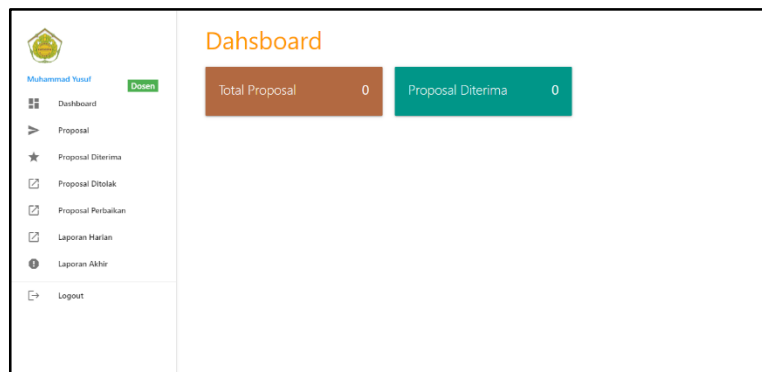 Muhammad Yusuf
Dosen
Dashboard
Proposal
Proposal Diterima
Proposal Ditolak
Proposal Perbaikan
Laporan Harian
Laporan Akhir
Logout
Dahsboard
Total Proposal 0
Proposal Diterima 0